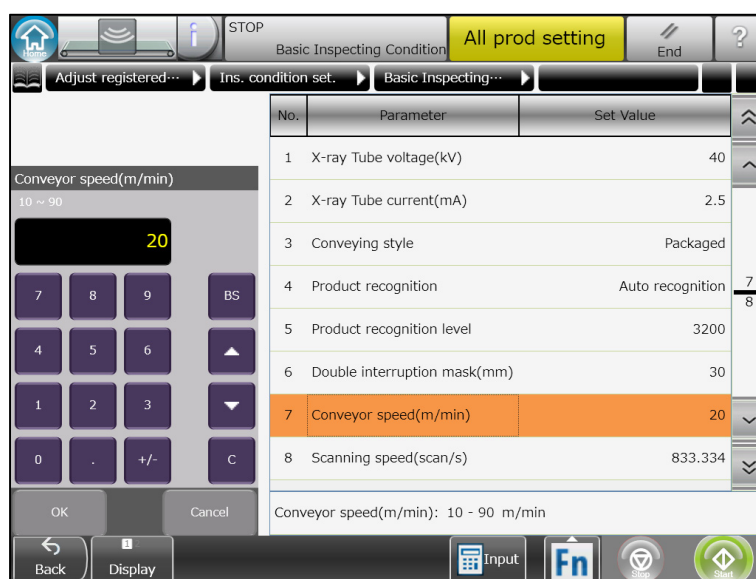 STOP
Basic Inspecting Condition
All prod setting
End
?
Home
i
Adjust registered…
Ins. condition set.
Basic Inspecting…
No. Parameter Set Value
1 X-ray Tube voltage(kV) 40
2 X-ray Tube current(mA) 2.5
3 Conveying style Packaged
4 Product recognition Auto recognition
5 Product recognition level 3200
6 Double interruption mask(mm) 30
7 Conveyor speed(m/min) 20
8 Scanning speed(scan/s) 833.334
7
8
Conveyor speed(m/min)
10 ~ 90
20
7 8 9 BS
4 5 6
1 2 3
0 . +/- C
OK Cancel
Conveyor speed(m/min): 10 - 90 m/min
Back
1
Display
Input
Fn
Stop
Start